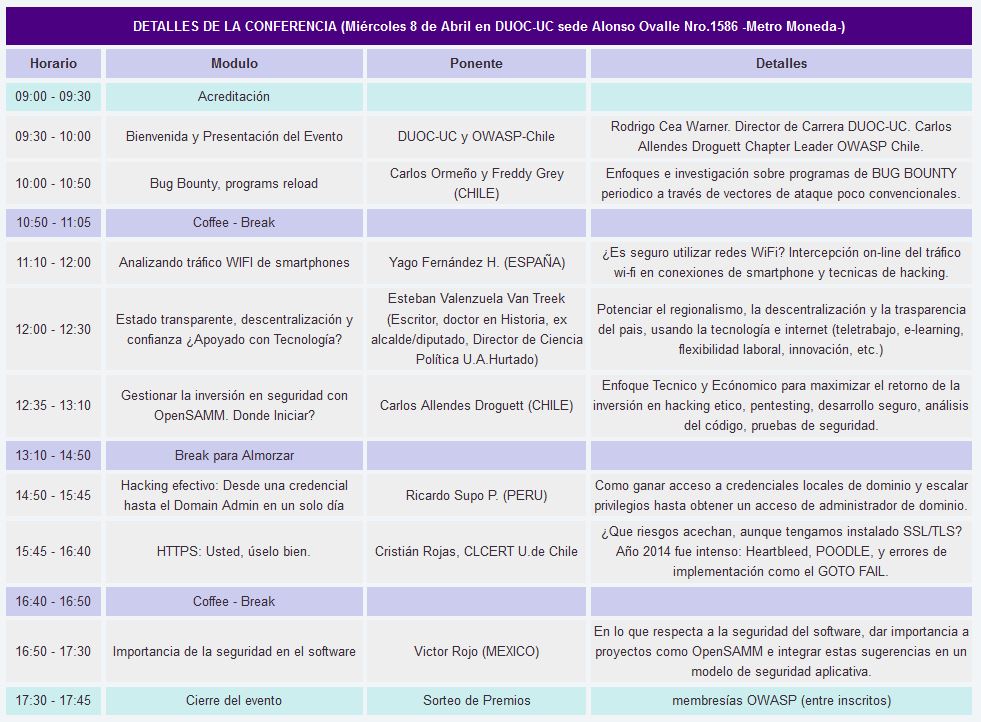 DETALLES DE LA CONFERENCIA (Miércoles 8 de Abril en DUOC-UC sede Alonso Ovalle Nro.1586 -Metro Moneda-)
Horario Modulo Ponente Detalles
09:00 - 09:30 Acreditación
09:30 - 10:00 Bienvenida y Presentación del Evento DUOC-UC y OWASP-Chile Rodrigo Cea Warner. Director de Carrera DUOC-UC. Carlos
Allendes Droguett Chapter Leader OWASP Chile.
10:00 - 10:50 Bug Bounty, programs reload Carlos Ormeño y Freddy Grey
(CHILE)
Enfoques e investigación sobre programas de BUG BOUNTY
periodico a través de vectores de ataque poco convencionales.
10:50 - 11:05 Coffee - Break
11:10 - 12:00 Analizando tráfico WIFI de smartphones Yago Fernández H. (ESPAÑA) ¿Es seguro utilizar redes WiFi? Intercepción on-line del tráfico
wi-fi en conexiones de smartphone y tecnicas de hacking.
12:00 - 12:30 Estado transparente, descentralización y
confianza ¿Apoyado con Tecnología?
Esteban Valenzuela Van Treek
(Escritor, doctor en Historia, ex
alcalde/diputado, Director de Ciencia
Política U.A.Hurtado)
Potenciar el regionalismo, la descentralización y la trasparencia
del pais, usando la tecnología e internet (teletrabajo, e-learning,
flexibilidad laboral, innovación, etc.)
12:35 - 13:10 Gestionar la inversión en seguridad con
OpenSAMM. Donde Iniciar?
Carlos Allendes Droguett (CHILE)
Enfoque Tecnico y Ecónomico para maximizar el retorno de la
inversión en hacking etico, pentesting, desarrollo seguro, análisis
del código, pruebas de seguridad.
13:10 - 14:50 Break para Almorzar
14:50 - 15:45 Hacking efectivo: Desde una credencial
hasta el Domain Admin en un solo día
Ricardo Supo P. (PERU)
Como ganar acceso a credenciales locales de dominio y escalar
privilegios hasta obtener un acceso de administrador de dominio.
15:45 - 16:40 HTTPS: Usted, úselo bien. Cristián Rojas, CLCERT U.de Chile ¿Que riesgos acechan, aunque tengamos instalado SSL/TLS?
Año 2014 fue intenso: Heartbleed, POODLE, y errores de
implementación como el GOTO FAIL.
16:40 - 16:50 Coffee - Break
16:50 - 17:30 Importancia de la seguridad en el software Victor Rojo (MEXICO) En lo que respecta a la seguridad del software, dar importancia a
proyectos como OpenSAMM e integrar estas sugerencias en un
modelo de seguridad aplicativa.
17:30 - 17:45 Cierre del evento Sorteo de Premios membresías OWASP (entre inscritos)